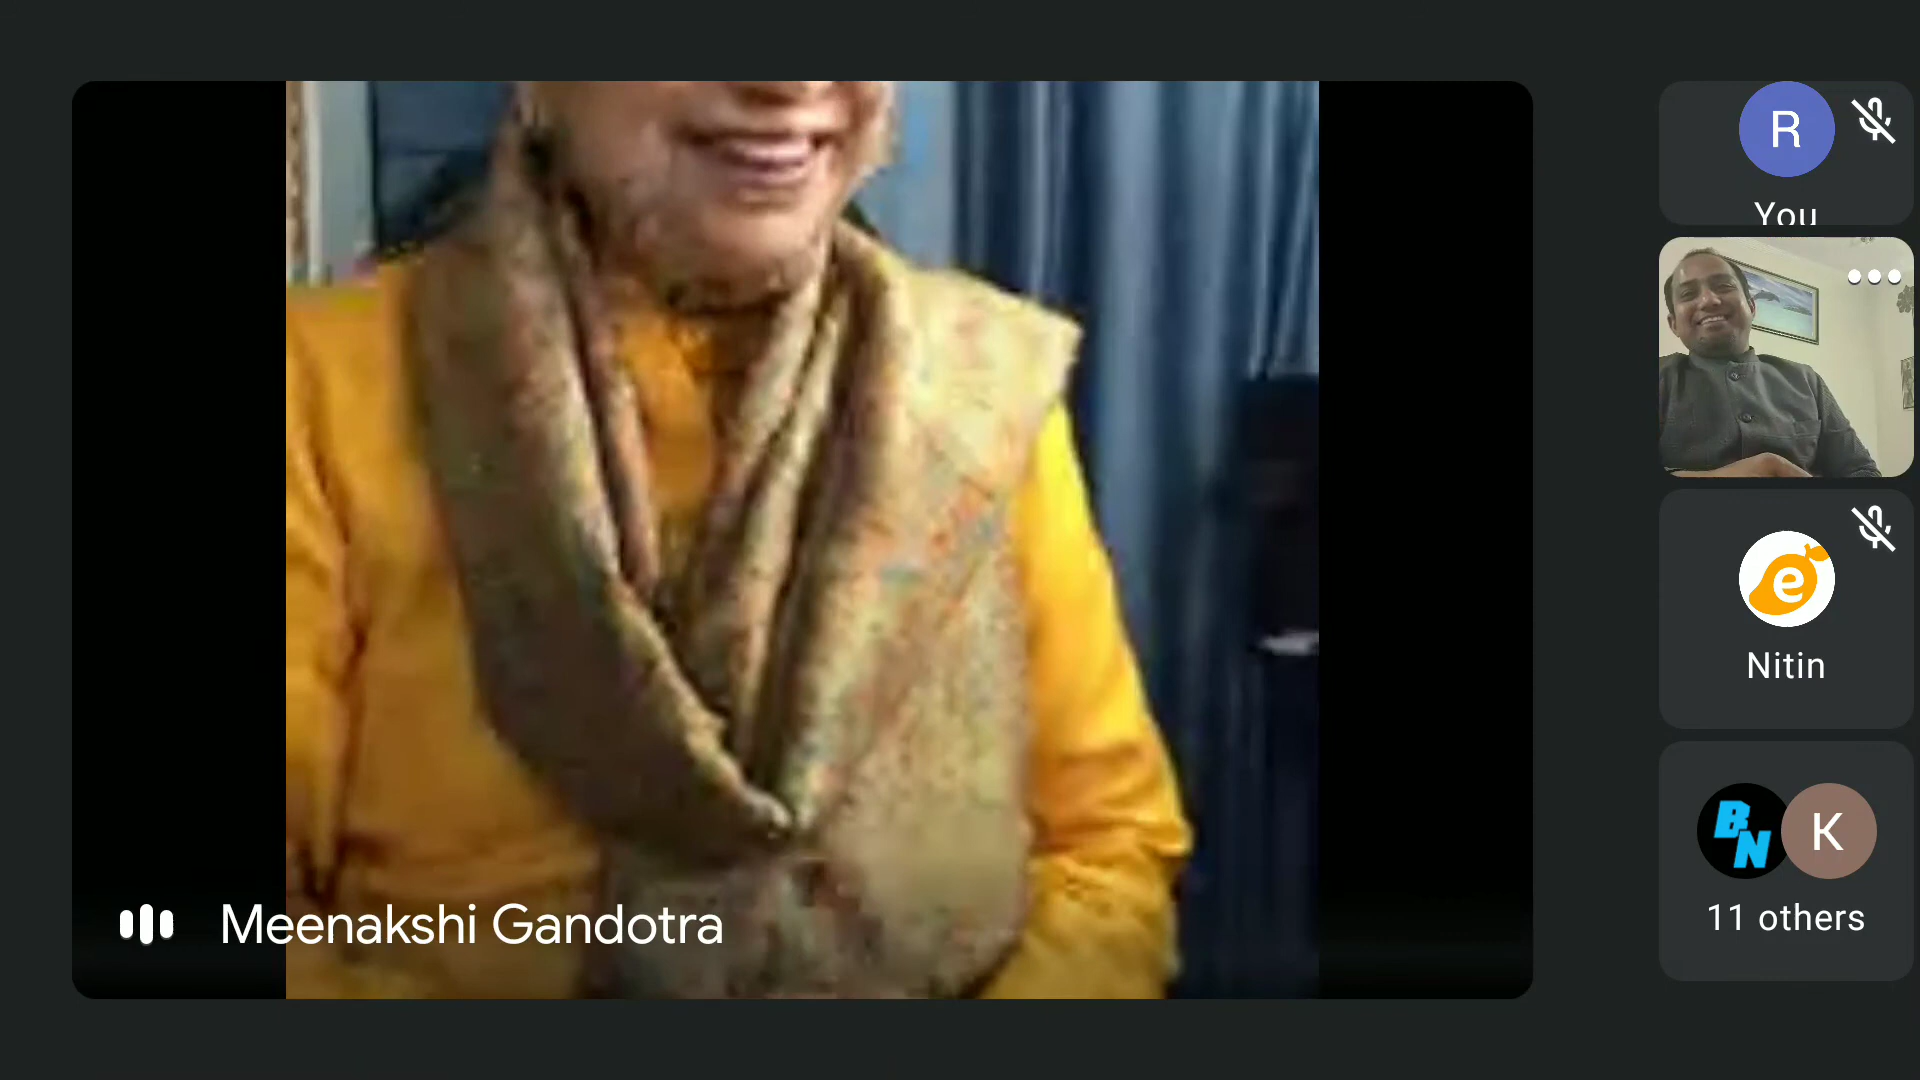 R
You
e
Nitin
BN
K
11 others
Meenakshi Gandotra